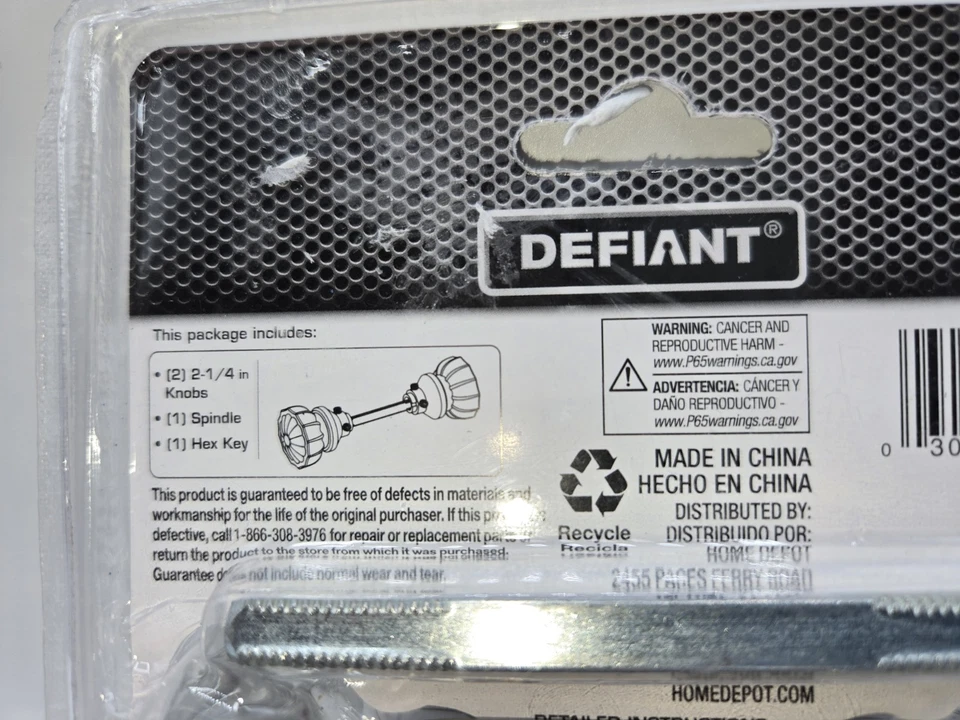 DEFIANT®
This package includes:
• (2) 2-1/4 in
Knobs
• (1) Spindle
• (1) Hex Key
This product is guaranteed to be free of defects in materials and
workmanship for the life of the original purchaser. If this
defective, call 1-866-308-3976 for repair or replacement
return the product to the store from which it was purchased.
Guarantee not include normal wear and tear.
WARNING: CANCER AND
REPRODUCTIVE HARM -
www.P65warnings.ca.gov
ADVERTENCIA: CÁNCER Y
DAÑO REPRODUCTIVO -
www.P65warnings.ca.gov
Recycle
Recicla
MADE IN CHINA
HECHO EN CHINA
DISTRIBUTED BY:
DISTRIBUIDO POR:
HOME DEPOT
2455 PACES FERRY ROAD
HOMEDEPOT.COM
0 30